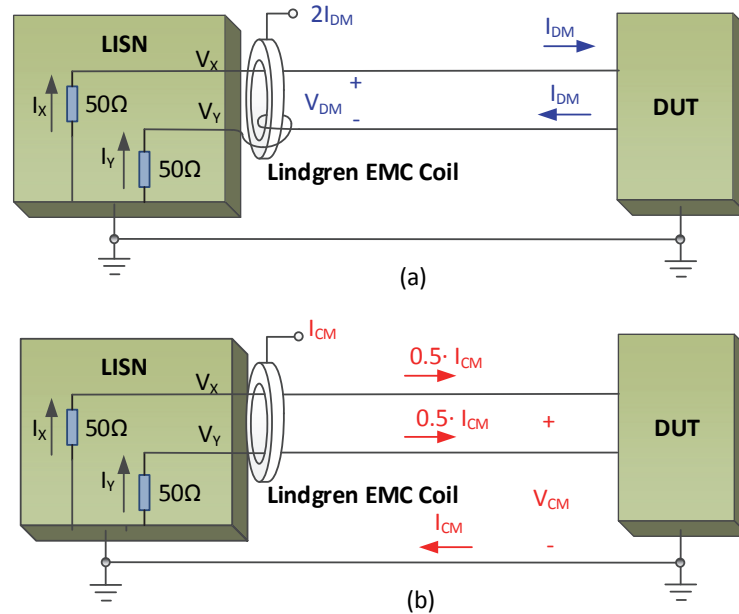 2I_DM
LISN
I_DM
V_X
I_X
50Ω
V_Y
+
V_DM
-
I_DM
DUT
I_Y
50Ω
Lindgren EMC Coil
(a)
I_CM
LISN
0.5· I_CM
V_X
I_X
50Ω
V_Y
0.5· I_CM
+
DUT
I_Y
50Ω
Lindgren EMC Coil
V_CM
I_CM
-
(b)